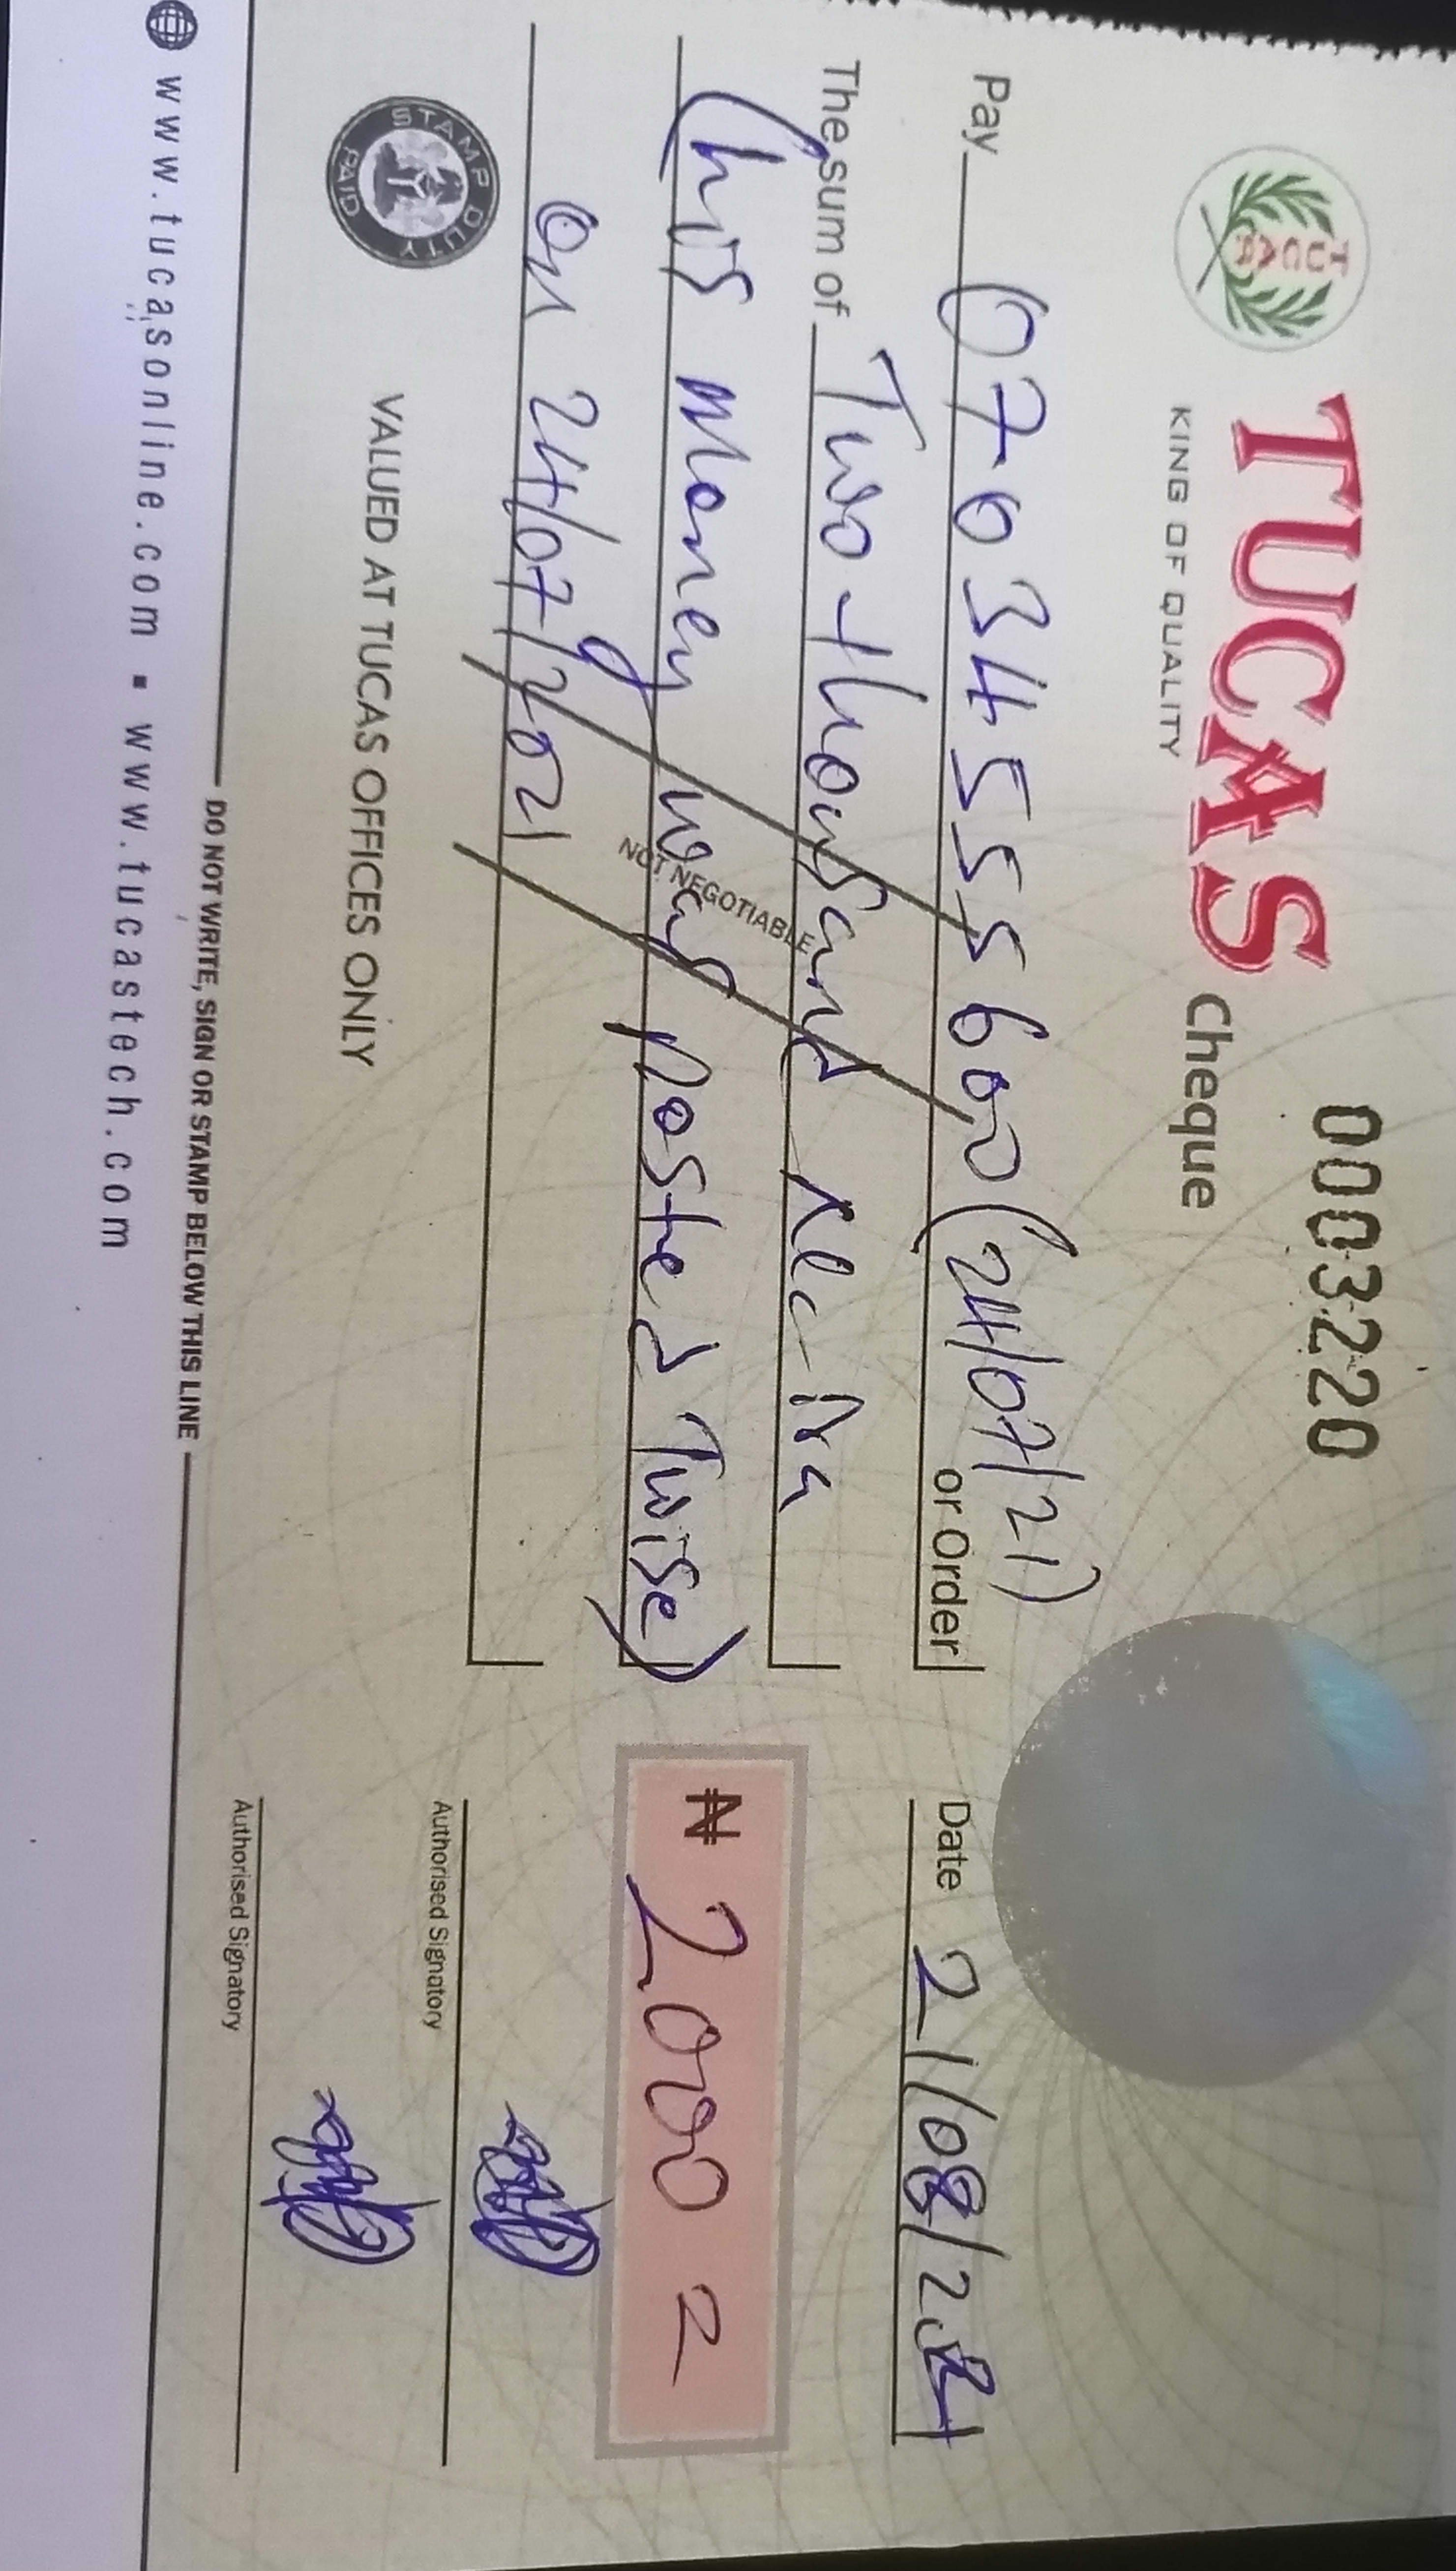 0003220
TUCAS Cheque
TUCAS
KING OF QUALITY
Pay 07034555600 (24/07/21) or Order
Date 21/08/2021
The sum of Two thousand Naira
(his money was posted Twise)
₦ 2000 =
on 24/07/2021
NOT NEGOTIABLE
STAMP DUTY PAID
VALUED AT TUCAS OFFICES ONLY
Authorised Signatory
Authorised Signatory
DO NOT WRITE, SIGN OR STAMP BELOW THIS LINE
www.tucasonline.com ▪ www.tucastech.com